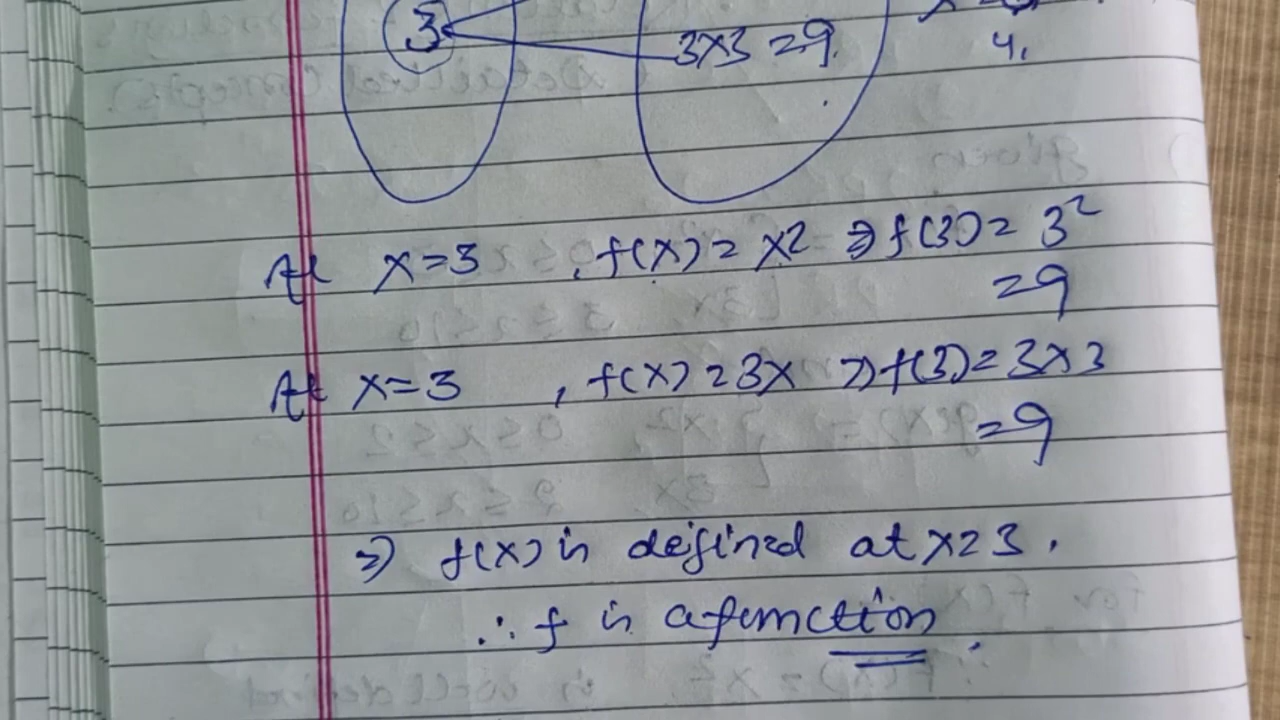 3
3×3 = 9.
4.
At x=3 , f(x) = x2 ⇒ f(3) = 3²
= 9
At x=3 , f(x) = 3x ⇒ f(3) = 3×3
= 9
⇒ f(x) is defined at x=3 .
∴ f is a function .